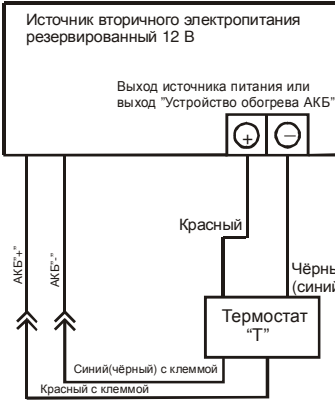 Источник вторичного электропитания
резервированный 12 В
Выход источника питания или
выход "Устройство обогрева АКБ"
+ −
Красный
АКБ"+"
АКБ"-"
(синий
Термостат
"Т"
Синий(чёрный) с клеммой
Красный с клеммой